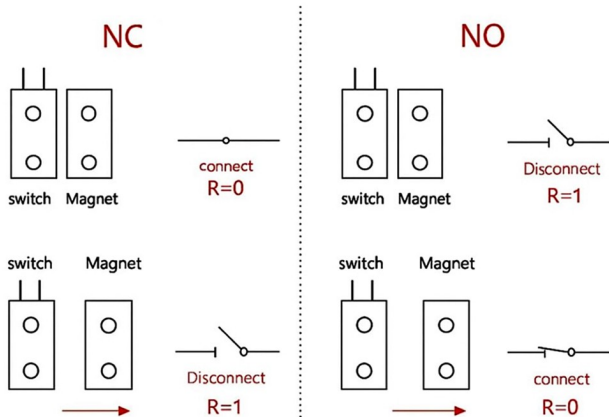 NC
switch Magnet
connect
R=0
switch Magnet
Disconnect
R=1
NO
switch Magnet
Disconnect
R=1
switch Magnet
connect
R=0